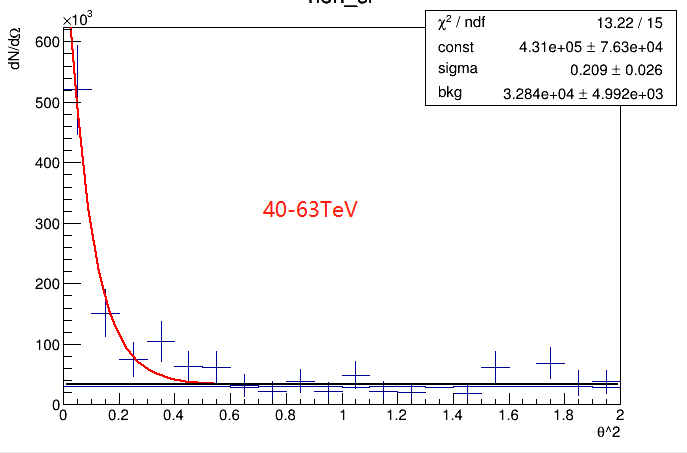 ×10³
dN/dΩ
χ² / ndf 13.22 / 15
const 4.31e+05 ± 7.63e+04
sigma 0.209 ± 0.026
bkg 3.284e+04 ± 4.992e+03
600
500
400
300
200
100
0
40-63TeV
0 0.2 0.4 0.6 0.8 1 1.2 1.4 1.6 1.8 2
θ^2